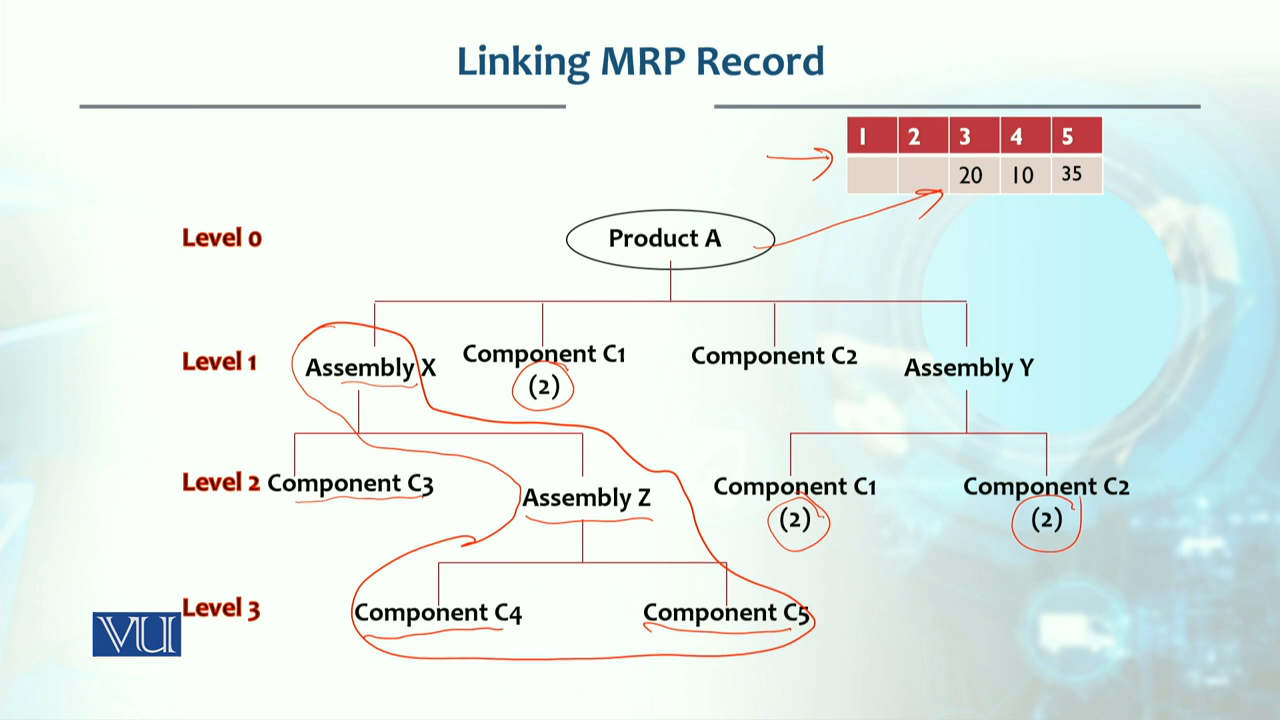 Linking MRP Record
1 2 3 4 5
20 10 35
Level 0
Product A
Level 1
Assembly X
Component C1
(2)
Component C2
Assembly Y
Level 2
Component C3
Assembly Z
Component C1
(2)
Component C2
(2)
Level 3
Component C4
Component C5
VU